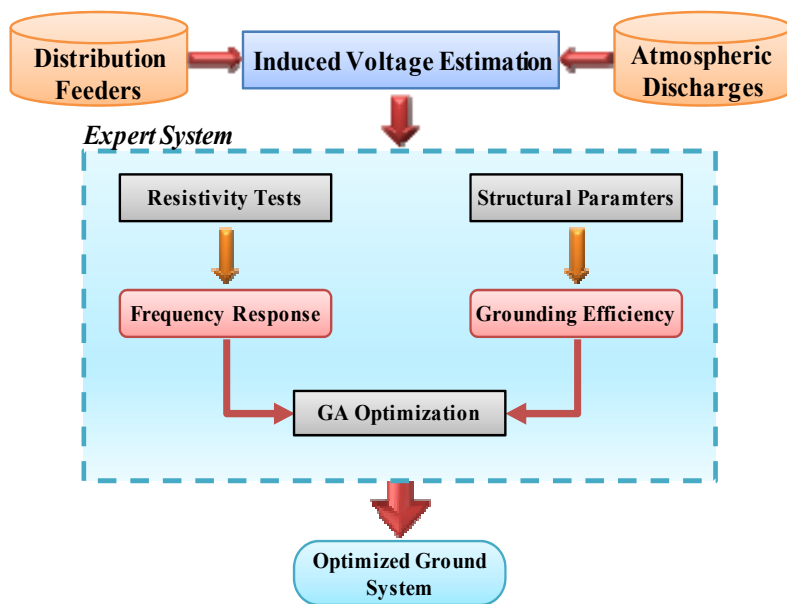 Distribution
Feeders
Induced Voltage Estimation
Atmospheric
Discharges
Expert System
Resistivity Tests
Structural Paramters
Frequency Response
Grounding Efficiency
GA Optimization
Optimized Ground
System